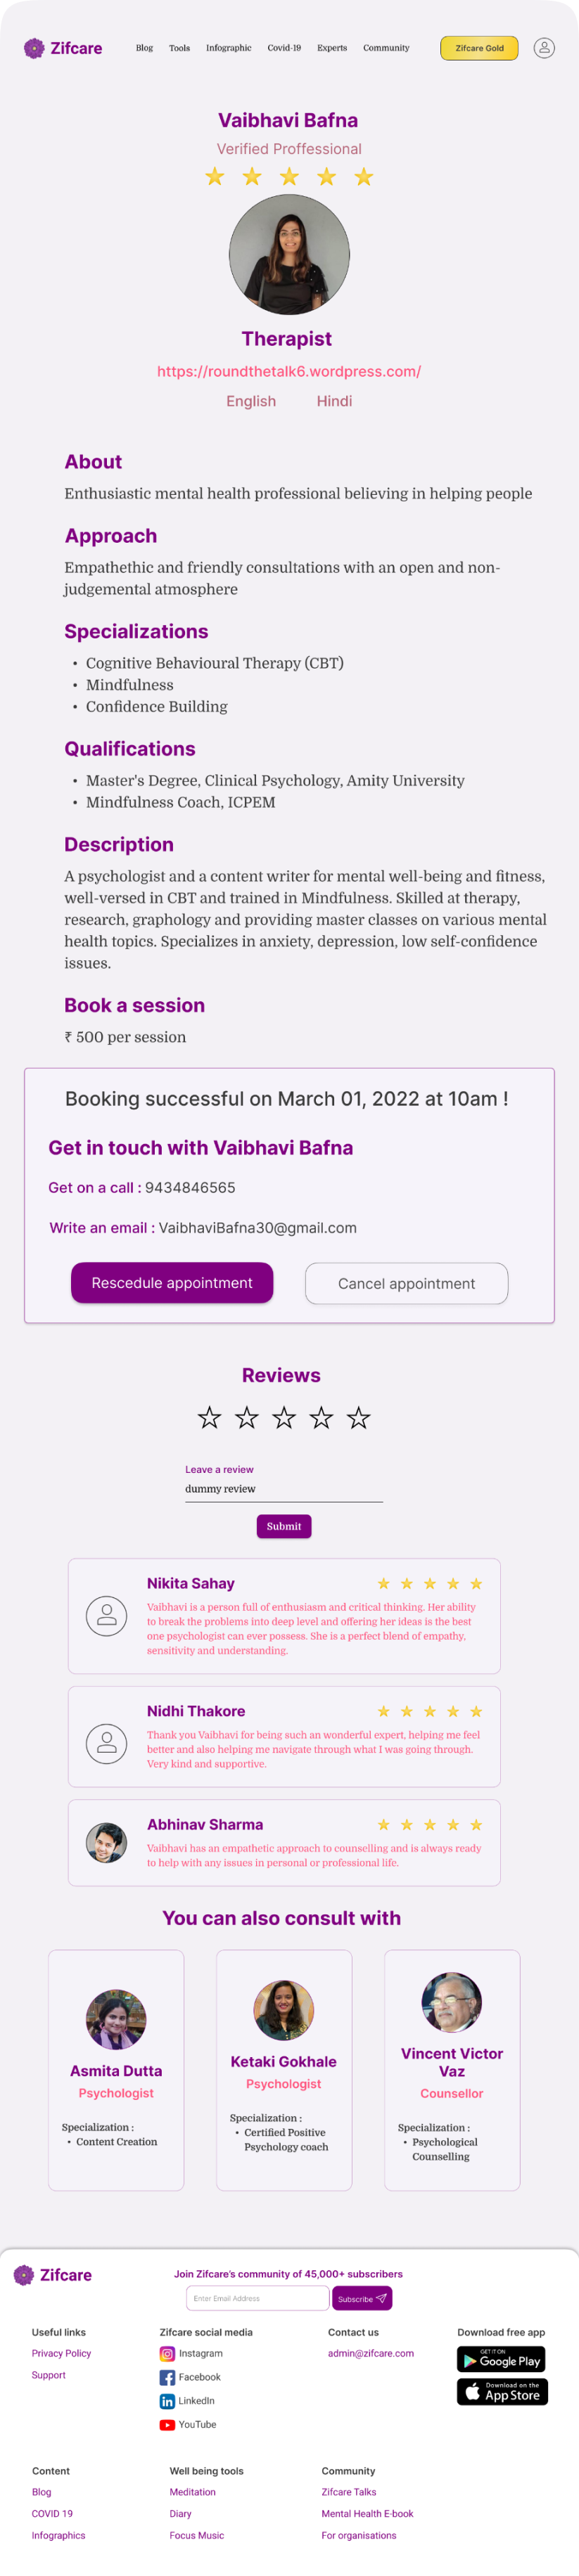 Zifcare
Blog Tools Infographic Covid-19 Experts Community
Zifcare Gold
Vaibhavi Bafna
Verified Proffessional
Therapist
https://roundthetalk6.wordpress.com/
English Hindi
About
Enthusiastic mental health professional believing in helping people
Approach
Empathethic and friendly consultations with an open and non-
judgemental atmosphere
Specializations
• Cognitive Behavioural Therapy (CBT)
• Mindfulness
• Confidence Building
Qualifications
• Master's Degree, Clinical Psychology, Amity University
• Mindfulness Coach, ICPEM
Description
A psychologist and a content writer for mental well-being and fitness,
well-versed in CBT and trained in Mindfulness. Skilled at therapy,
research, graphology and providing master classes on various mental
health topics. Specializes in anxiety, depression, low self-confidence
issues.
Book a session
₹ 500 per session
Booking successful on March 01, 2022 at 10am !
Get in touch with Vaibhavi Bafna
Get on a call : 9434846565
Write an email : VaibhaviBafna30@gmail.com
Rescedule appointment
Cancel appointment
Reviews
Leave a review
dummy review
Submit
Nikita Sahay
Vaibhavi is a person full of enthusiasm and critical thinking. Her ability
to break the problems into deep level and offering her ideas is the best
one psychologist can ever possess. She is a perfect blend of empathy,
sensitivity and understanding.
Nidhi Thakore
Thank you Vaibhavi for being such an wonderful expert, helping me feel
better and also helping me navigate through what I was going through.
Very kind and supportive.
Abhinav Sharma
Vaibhavi has an empathetic approach to counselling and is always ready
to help with any issues in personal or professional life.
You can also consult with
Asmita Dutta
Psychologist
Specialization :
• Content Creation
Ketaki Gokhale
Psychologist
Specialization :
• Certified Positive
Psychology coach
Vincent Victor
Vaz
Counsellor
Specialization :
• Psychological
Counselling
Zifcare
Join Zifcare's community of 45,000+ subscribers
Enter Email Address
Subscribe
Useful links
Privacy Policy
Support
Zifcare social media
Instagram
Facebook
LinkedIn
YouTube
Contact us
admin@zifcare.com
Download free app
GET IT ON
Google Play
Download on the
App Store
Content
Blog
COVID 19
Infographics
Well being tools
Meditation
Diary
Focus Music
Community
Zifcare Talks
Mental Health E-book
For organisations